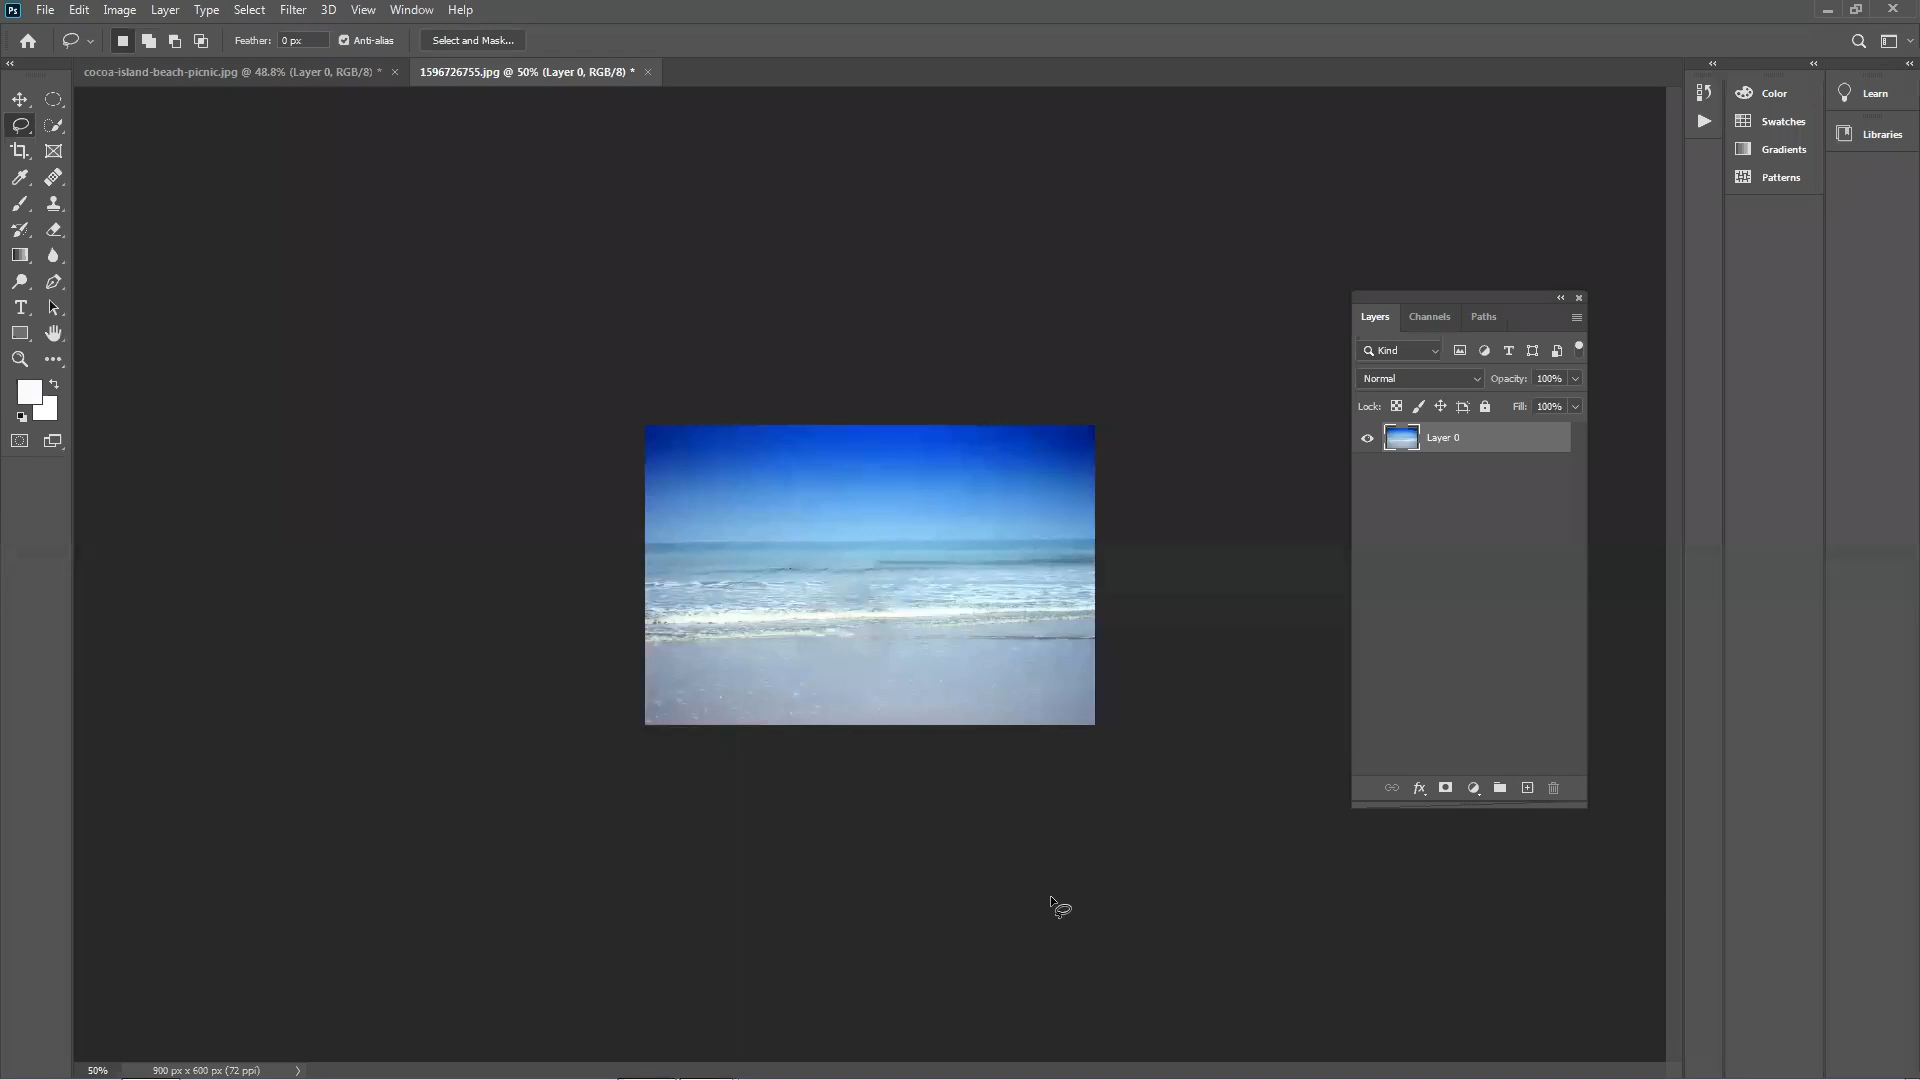 Ps File Edit Image Layer Type Select Filter 3D View Window Help
Feather: 0 px Anti-alias Select and Mask...
cocoa-island-beach-picnic.jpg @ 48.8% (Layer 0, RGB/8) * 1596726755.jpg @ 50% (Layer 0, RGB/8) *
Color
Swatches
Gradients
Patterns
Learn
Libraries
Layers Channels Paths
Kind
Normal Opacity: 100%
Lock: Fill: 100%
Layer 0
fx
50% 900 px x 600 px (72 ppi)